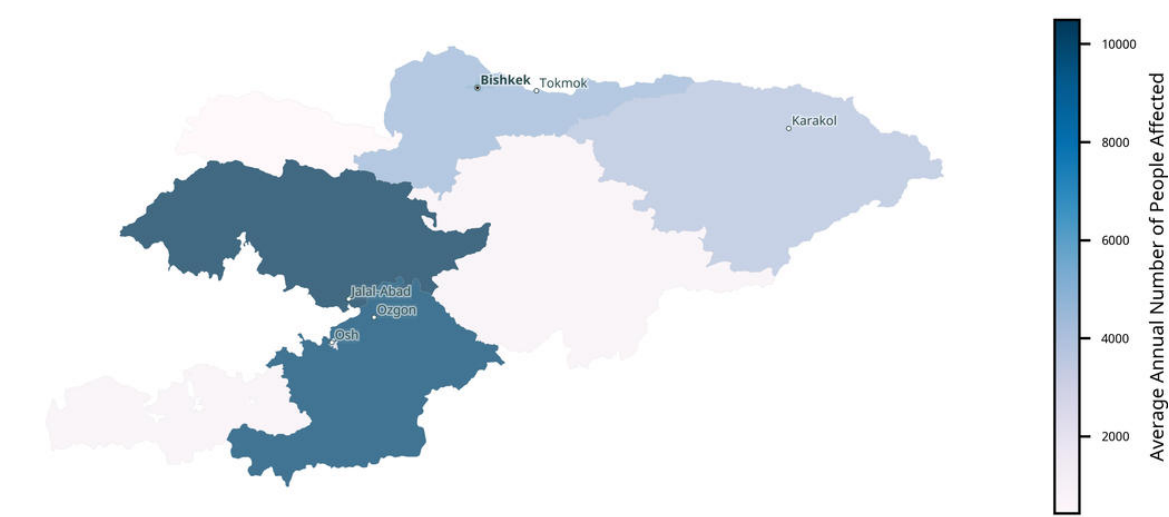 Bishkek
Tokmok
Karakol
Jalal-Abad
Ozgon
Osh
10000
8000
6000
4000
2000
Average Annual Number of People Affected